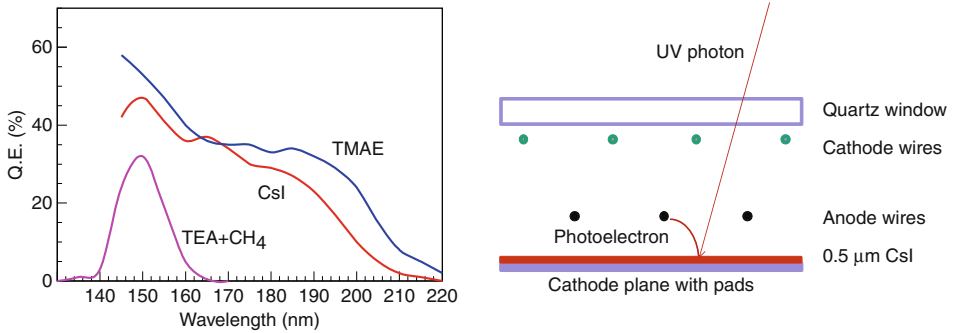 60
40
20
0
Q.E. (%)
TMAE
CsI
TEA+CH₄
140 160 170 180 190 200 210 220
150
Wavelength (nm)
UV photon
Quartz window
Cathode wires
Anode wires
Photoelectron
0.5 μm CsI
Cathode plane with pads